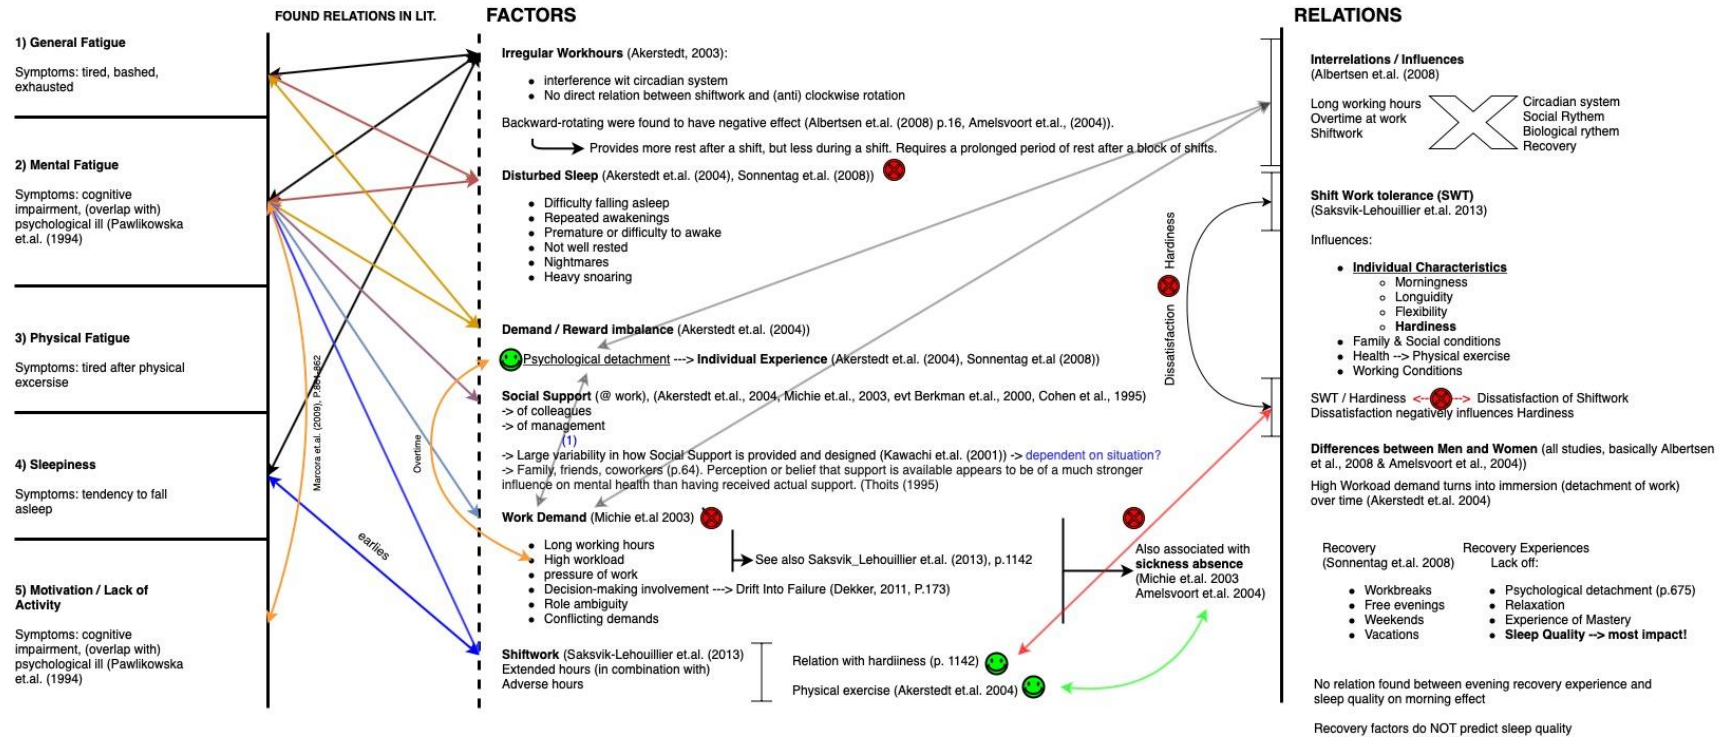 FOUND RELATIONS IN LIT.
FACTORS
RELATIONS
1) General Fatigue
Symptoms: tired, bashed,
exhausted
2) Mental Fatigue
Symptoms: cognitive
impairment, (overlap with)
psychological ill (Pawlikowska
et.al. (1994)
3) Physical Fatigue
Symptoms: tired after physical
excersise
4) Sleepiness
Symptoms: tendency to fall
asleep
5) Motivation / Lack of
Activity
Symptoms: cognitive
impairment, (overlap with)
psychological ill (Pawlikowska
et.al. (1994)
Marcora et.al. (2009), P.861-862
earlies
Overtime
Irregular Workhours (Akerstedt, 2003):
interference wit circadian system
No direct relation between shiftwork and (anti) clockwise rotation
Backward-rotating were found to have negative effect (Albertsen et.al. (2008) p.16, Amelsvoort et.al., (2004)).
Provides more rest after a shift, but less during a shift. Requires a prolonged period of rest after a block of shifts.
Disturbed Sleep (Akerstedt et.al. (2004), Sonnentag et.al. (2008))
Difficulty falling asleep
Repeated awakenings
Premature or difficulty to awake
Not well rested
Nightmares
Heavy snoaring
Demand / Reward imbalance (Akerstedt et.al. (2004))
Psychological detachment ---> Individual Experience (Akerstedt et.al. (2004), Sonnentag et.al (2008))
Social Support (@ work), (Akerstedt et.al., 2004, Michie et.al., 2003, evt Berkman et.al., 2000, Cohen et.al., 1995)
-> of colleagues
-> of management
(1)
-> Large variability in how Social Support is provided and designed (Kawachi et.al. (2001)) -> dependent on situation?
-> Family, friends, coworkers (p.64). Perception or belief that support is available appears to be of a much stronger
influence on mental health than having received actual support. (Thoits (1995)
Work Demand (Michie et.al 2003)
Long working hours
High workload
pressure of work
Decision-making involvement ---> Drift Into Failure (Dekker, 2011, P.173)
Role ambiguity
Conflicting demands
See also Saksvik_Lehouillier et.al. (2013), p.1142
Also associated with
sickness absence
(Michie et.al. 2003
Amelsvoort et.al. 2004)
Shiftwork (Saksvik-Lehouillier et.al. (2013)
Extended hours (in combination with)
Adverse hours
Relation with hardiiness (p. 1142)
Physical exercise (Akerstedt et.al. 2004)
Dissatisfaction
Hardiness
Interrelations / Influences
(Albertsen et.al. (2008)
Long working hours
Overtime at work
Shiftwork
Circadian system
Social Rythem
Biological rythem
Recovery
Shift Work tolerance (SWT)
(Saksvik-Lehouillier et.al. 2013)
Influences:
Individual Characteristics
Morningness
Longuidity
Flexibility
Hardiness
Family & Social conditions
Health --> Physical exercise
Working Conditions
SWT / Hardiness <----> Dissatisfaction of Shiftwork
Dissatisfaction negatively influences Hardiness
Differences between Men and Women (all studies, basically Albertsen
et al., 2008 & Amelsvoort et al., 2004))
High Workoad demand turns into immersion (detachment of work)
over time (Akerstedt et.al. 2004)
Recovery
(Sonnentag et.al. 2008)
Workbreaks
Free evenings
Weekends
Vacations
Recovery Experiences
Lack off:
Psychological detachment (p.675)
Relaxation
Experience of Mastery
Sleep Quality --> most impact!
No relation found between evening recovery experience and
sleep quality on morning effect
Recovery factors do NOT predict sleep quality